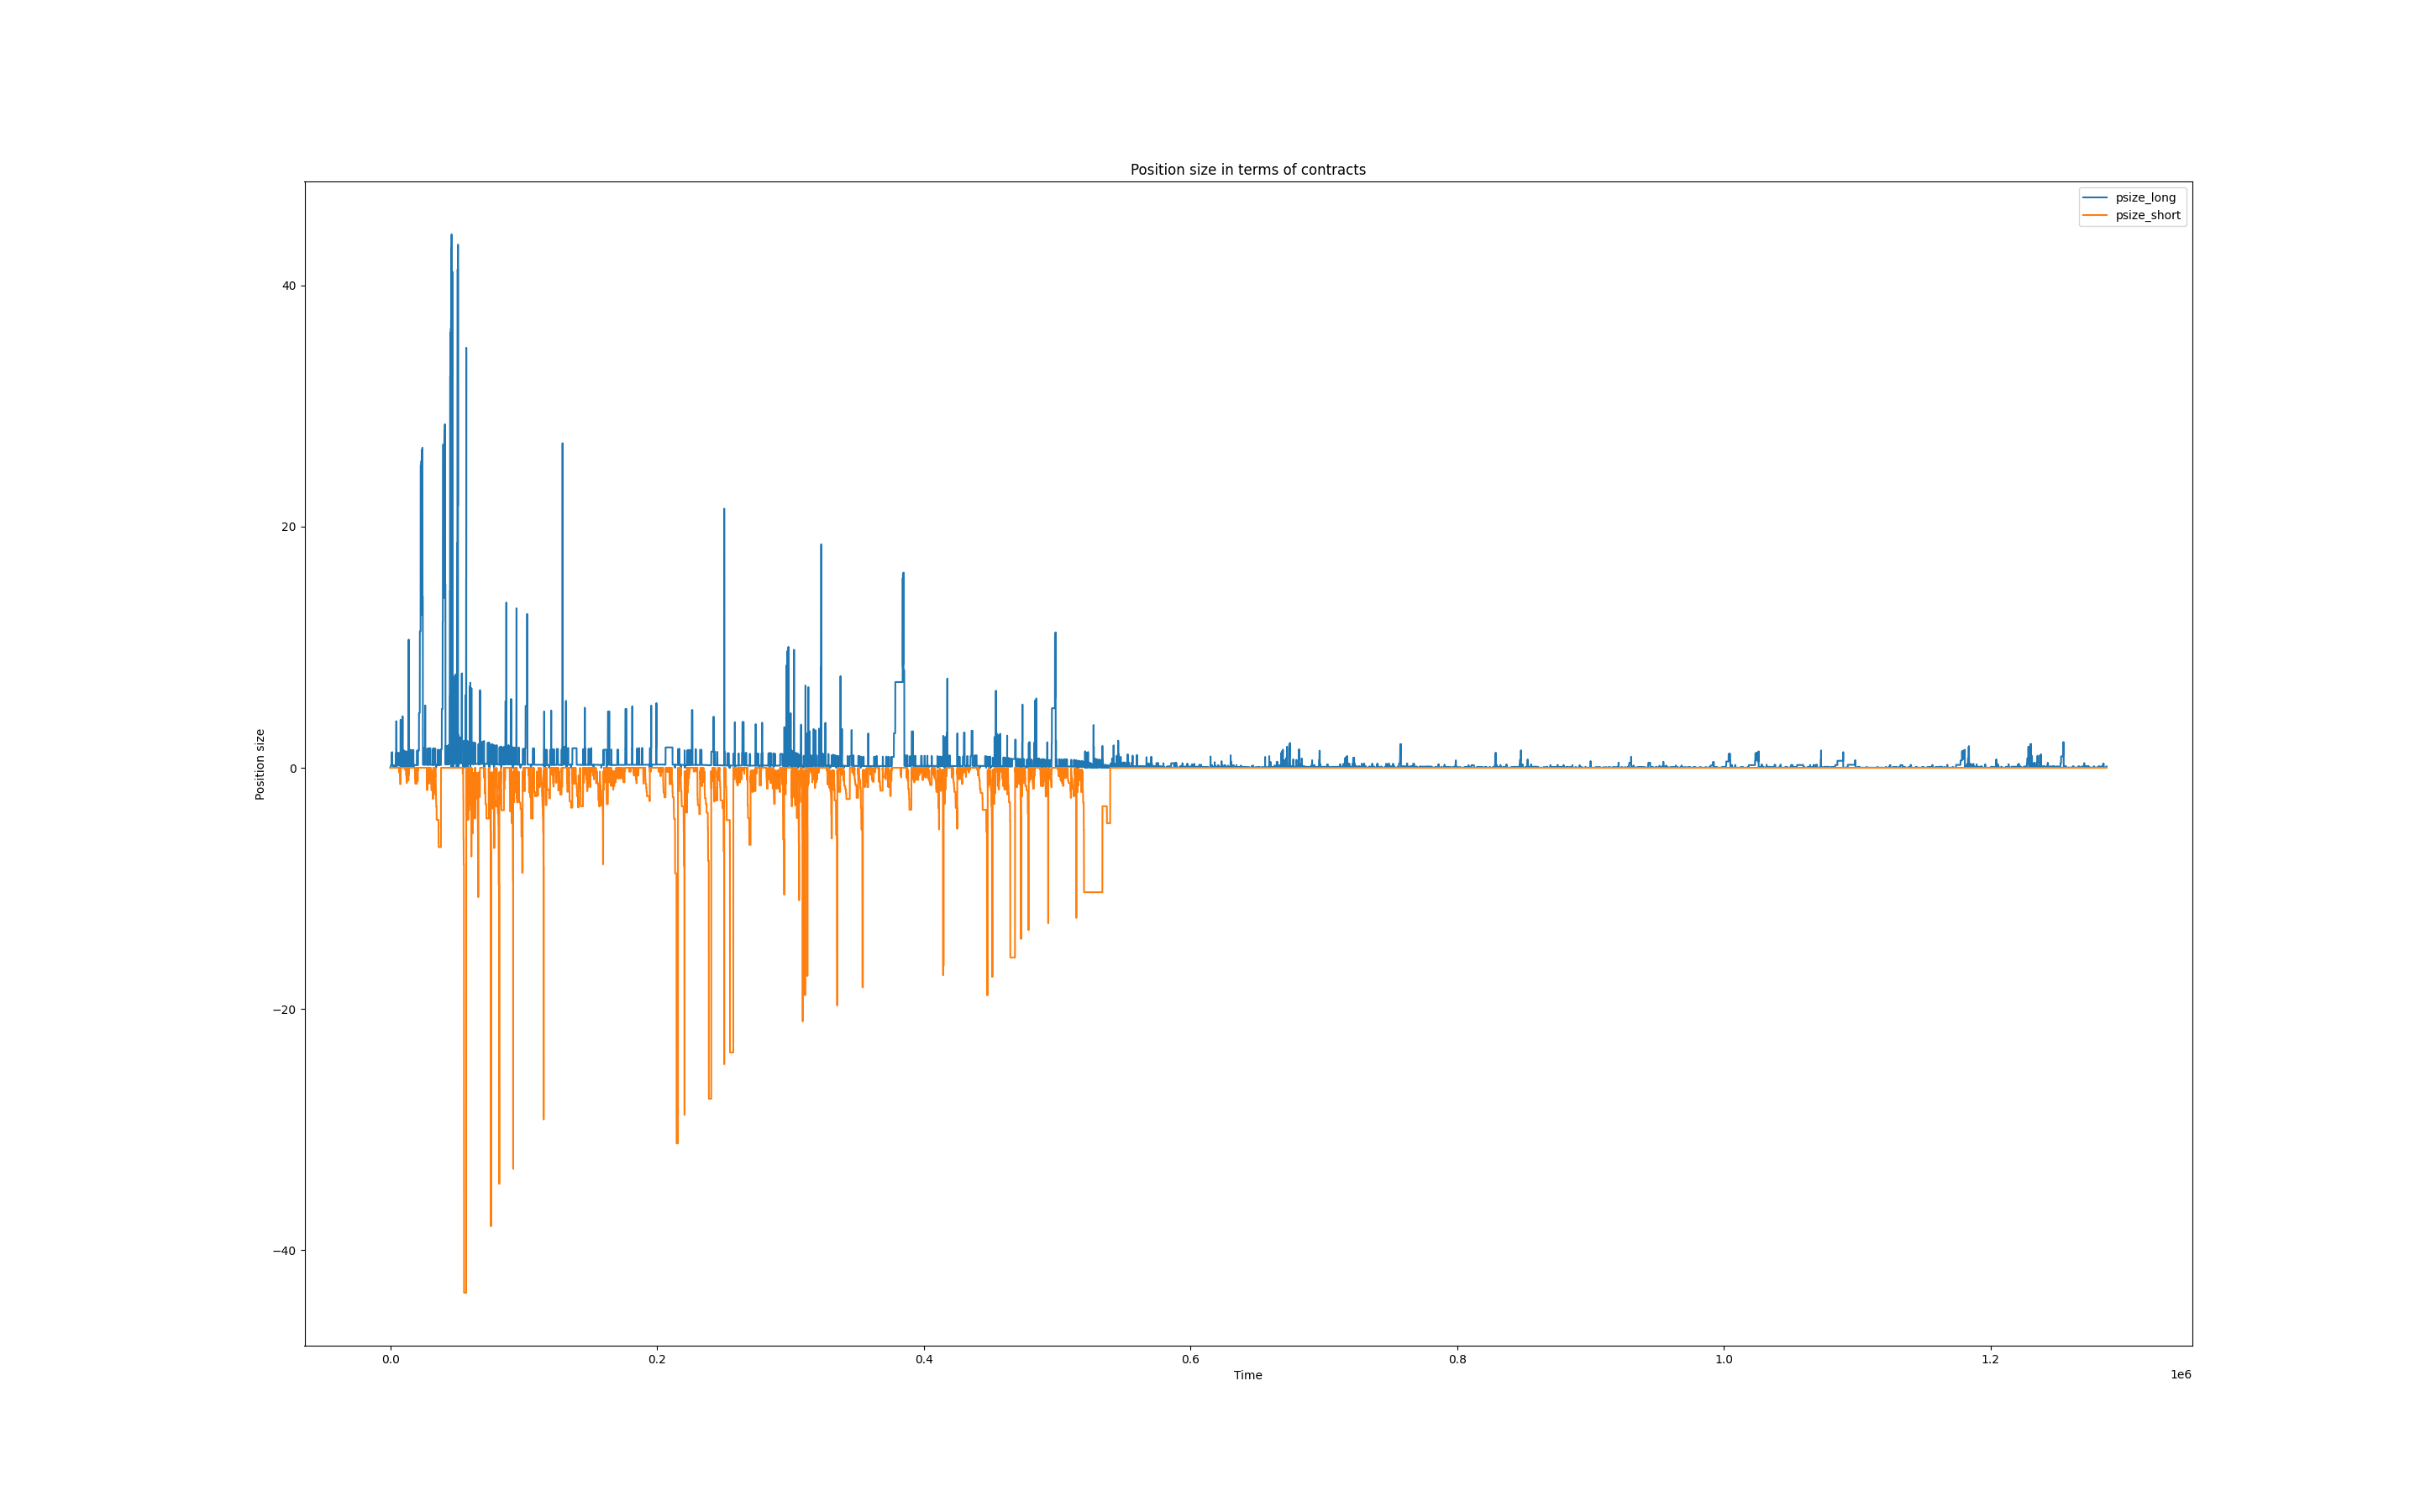 Position size in terms of contracts
psize_long
psize_short
40
20
0
−20
−40
Position size
0.0
0.2
0.4
0.6
0.8
1.0
1.2
1e6
Time